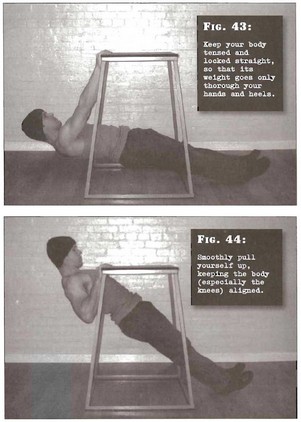 FIG. 43:
Keep your body
tensed and
locked straight,
so that its
weight goes only
thorough your
hands and heels.
FIG. 44:
Smoothly pull
yourself up,
keeping the body
(especially the
knees) aligned.